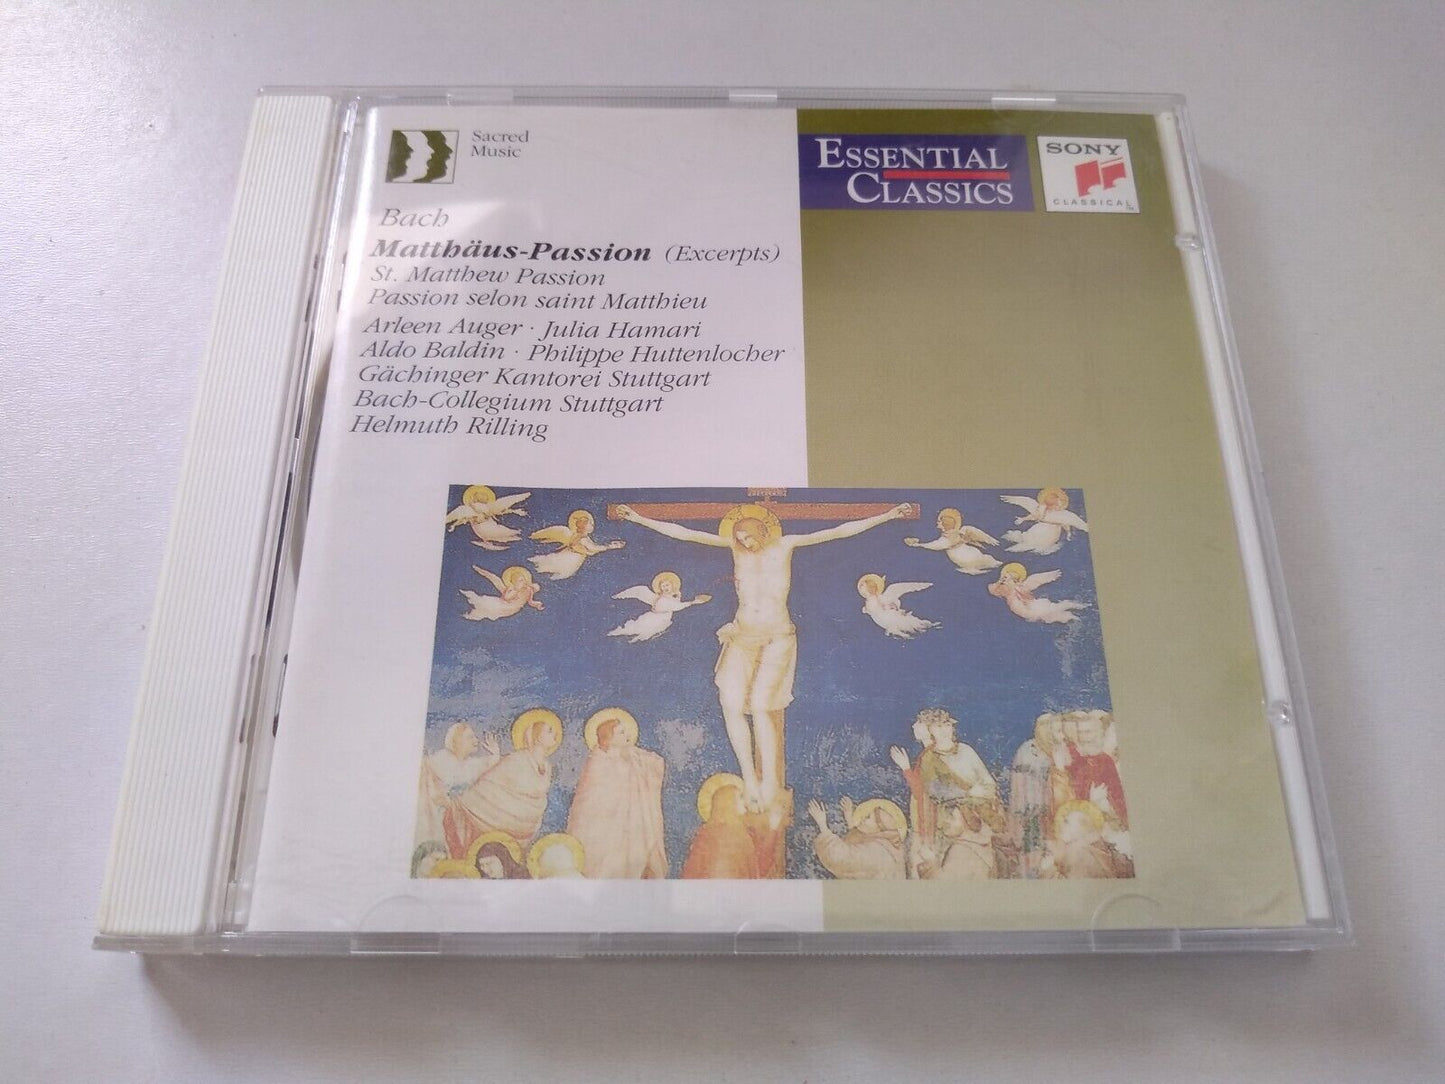 Sacred
Music
Bach
Matthäus-Passion (Excerpts)
St. Matthew Passion
Passion selon saint Matthieu
Arleen Auger · Julia Hamari
Aldo Baldin · Philippe Huttenlocher
Gächinger Kantorei Stuttgart
Bach-Collegium Stuttgart
Helmuth Rilling
ESSENTIAL
CLASSICS
SONY
CLASSICAL